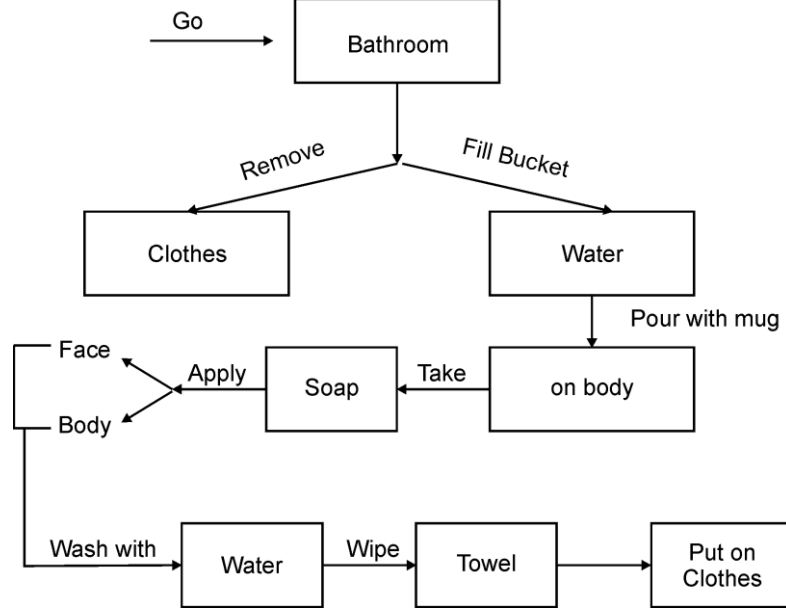 Go
Bathroom
Remove
Fill Bucket
Clothes
Water
Pour with mug
Face
Apply
Soap
Take
on body
Body
Wash with
Water
Wipe
Towel
Put on
Clothes